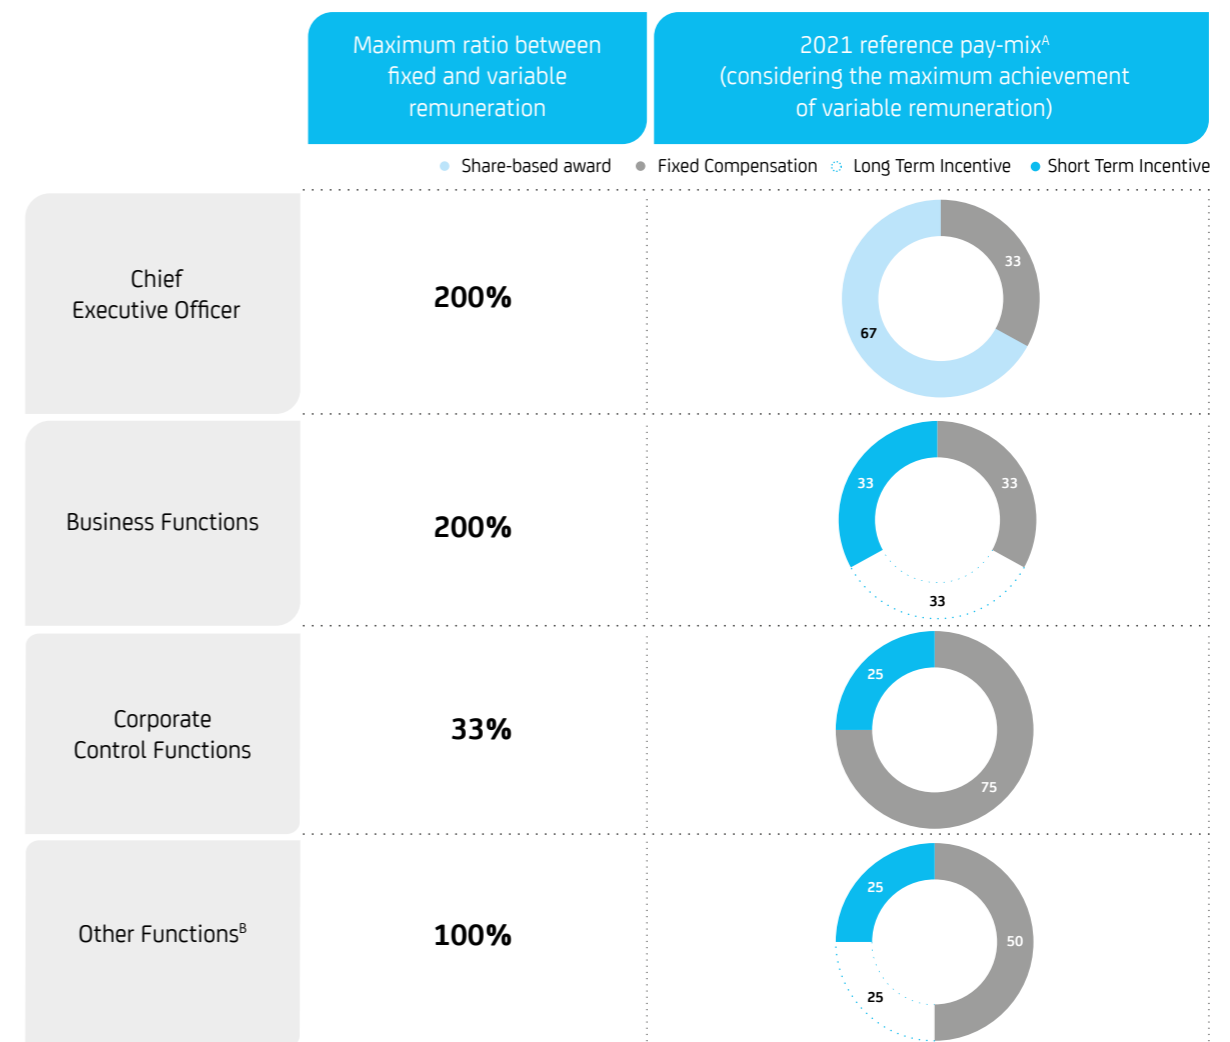 Maximum ratio between
fixed and variable
remuneration
2021 reference pay-mixᴬ
(considering the maximum achievement
of variable remuneration)
Share-based award
Fixed Compensation
Long Term Incentive
Short Term Incentive
Chief
Executive Officer
200%
33
67
Business Functions
200%
33
33
33
Corporate
Control Functions
33%
25
75
Other Functionsᴮ
100%
25
50
25